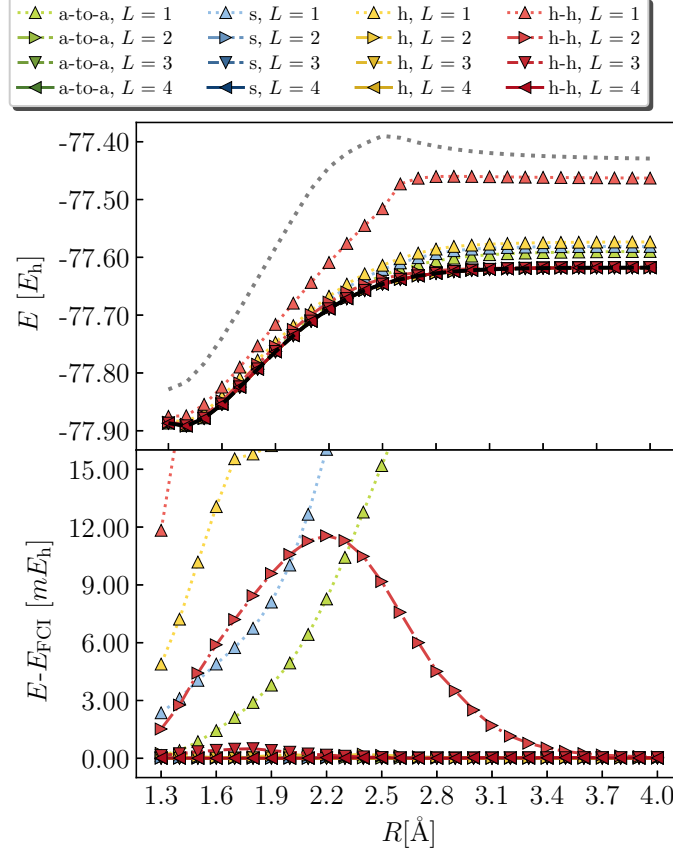 a-to-a, L = 1 s, L = 1 h, L = 1 h-h, L = 1
a-to-a, L = 2 s, L = 2 h, L = 2 h-h, L = 2
a-to-a, L = 3 s, L = 3 h, L = 3 h-h, L = 3
a-to-a, L = 4 s, L = 4 h, L = 4 h-h, L = 4
E [E_h]
-77.40
-77.50
-77.60
-77.70
-77.80
-77.90
E-E_FCI [mE_h]
15.00
12.00
9.00
6.00
3.00
0.00
1.3 1.6 1.9 2.2 2.5 2.8 3.1 3.4 3.7 4.0
R[Å]